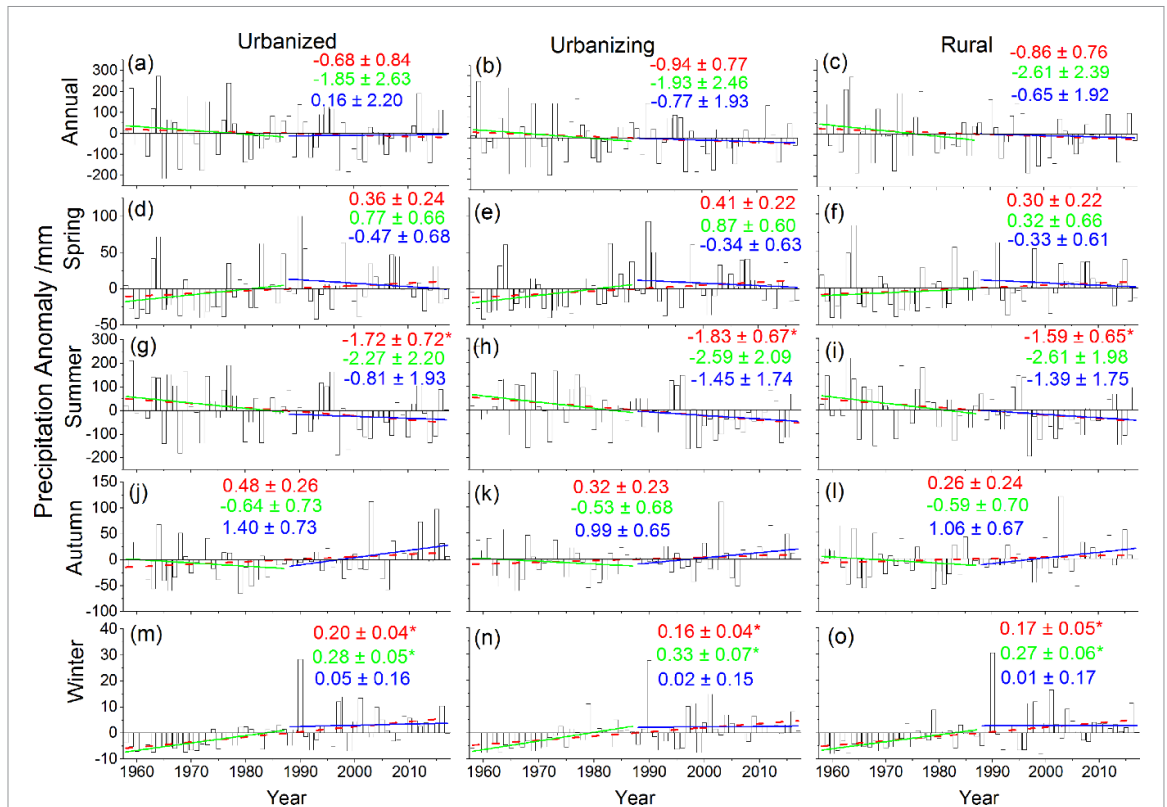 Urbanized Urbanizing Rural
Precipitation Anomaly /mm
Annual
(a) -0.68 ± 0.84
-1.85 ± 2.63
0.16 ± 2.20
300
200
100
0
-100
-200
(b) -0.94 ± 0.77
-1.93 ± 2.46
-0.77 ± 1.93
(c) -0.86 ± 0.76
-2.61 ± 2.39
-0.65 ± 1.92
Spring
(d) 0.36 ± 0.24
0.77 ± 0.66
-0.47 ± 0.68
100
50
0
-50
(e) 0.41 ± 0.22
0.87 ± 0.60
-0.34 ± 0.63
(f) 0.30 ± 0.22
0.32 ± 0.66
-0.33 ± 0.61
Summer
(g) -1.72 ± 0.72*
-2.27 ± 2.20
-0.81 ± 1.93
300
200
100
0
-100
-200
(h) -1.83 ± 0.67*
-2.59 ± 2.09
-1.45 ± 1.74
(i) -1.59 ± 0.65*
-2.61 ± 1.98
-1.39 ± 1.75
Autumn
(j) 0.48 ± 0.26
-0.64 ± 0.73
1.40 ± 0.73
150
100
50
0
-50
-100
(k) 0.32 ± 0.23
-0.53 ± 0.68
0.99 ± 0.65
(l) 0.26 ± 0.24
-0.59 ± 0.70
1.06 ± 0.67
Winter
(m) 0.20 ± 0.04*
0.28 ± 0.05*
0.05 ± 0.16
40
30
20
10
0
-10
(n) 0.16 ± 0.04*
0.33 ± 0.07*
0.02 ± 0.15
(o) 0.17 ± 0.05*
0.27 ± 0.06*
0.01 ± 0.17
1960 1970 1980 1990 2000 2010
1960 1970 1980 1990 2000 2010
1960 1970 1980 1990 2000 2010
Year Year Year